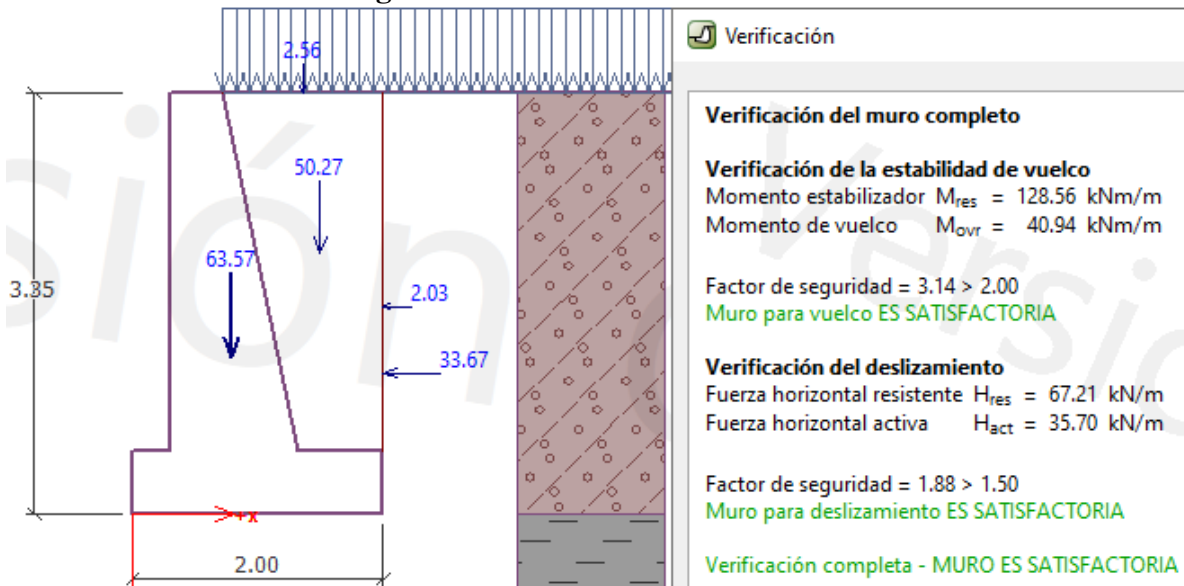 2.56
50.27
63.57
3.35
2.03
33.67
+x
2.00
Verificación
Verificación del muro completo
Verificación de la estabilidad de vuelco
Momento estabilizador Mres = 128.56 kNm/m
Momento de vuelco Movr = 40.94 kNm/m
Factor de seguridad = 3.14 > 2.00
Muro para vuelco ES SATISFACTORIA
Verificación del deslizamiento
Fuerza horizontal resistente Hres = 67.21 kN/m
Fuerza horizontal activa Hact = 35.70 kN/m
Factor de seguridad = 1.88 > 1.50
Muro para deslizamiento ES SATISFACTORIA
Verificación completa - MURO ES SATISFACTORIA